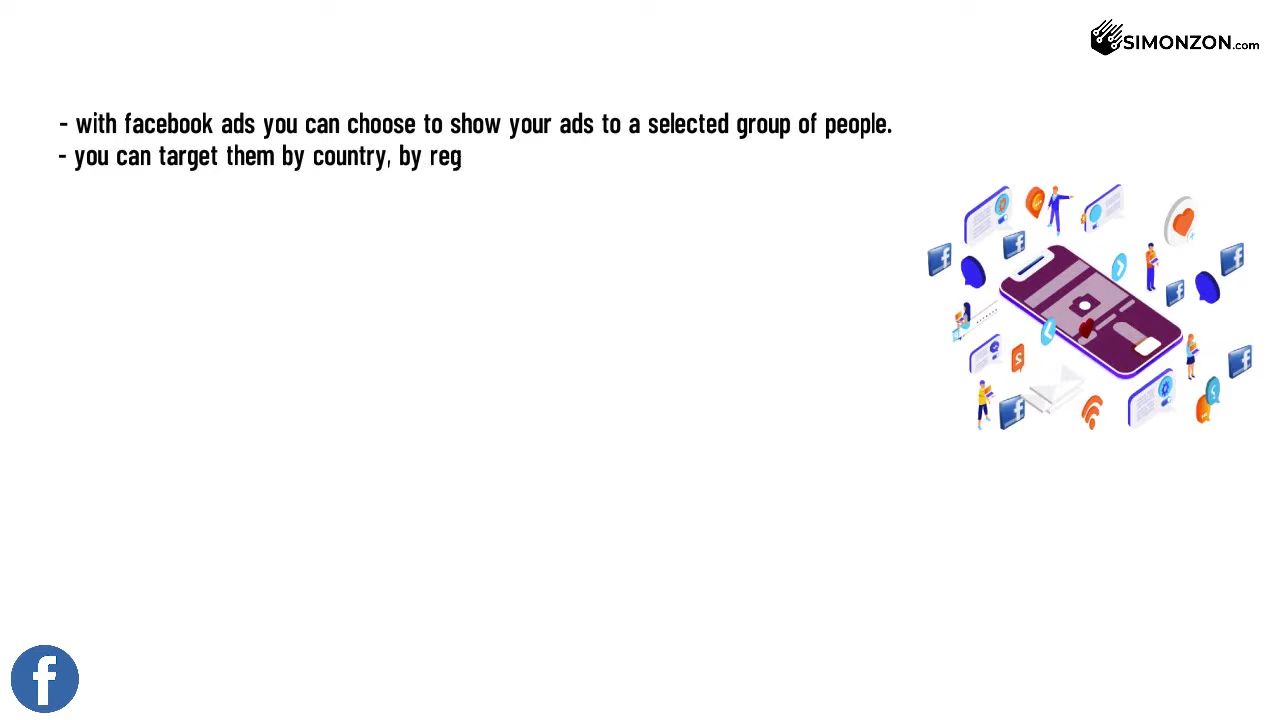 SIMONZON.com
- with facebook ads you can choose to show your ads to a selected group of people.
- you can target them by country, by reg